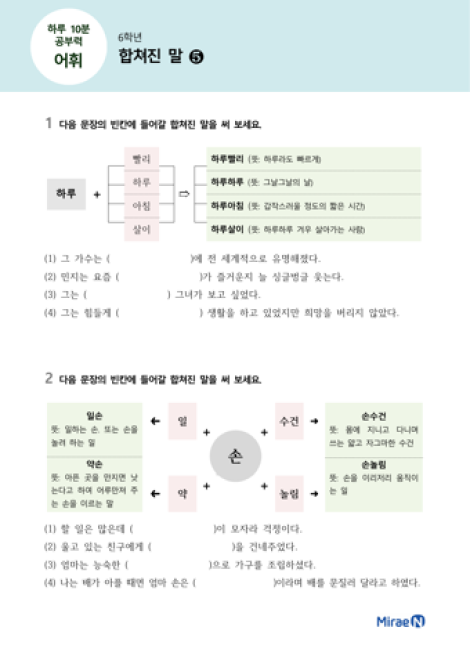 하루 10분
공부력
어휘
6학년
합쳐진 말 ❺
1 다음 문장의 빈칸에 들어갈 합쳐진 말을 써 보세요.
하루 + 빨리 하루 아침 살이 ⇨
하루빨리 (뜻: 하루라도 빠르게)
하루하루 (뜻: 그날그날의 날)
하루아침 (뜻: 갑작스러울 정도의 짧은 시간)
하루살이 (뜻: 하루하루 겨우 살아가는 사람)
(1) 그 가수는 ( )에 전 세계적으로 유명해졌다.
(2) 민지는 요즘 ( )가 즐거운지 늘 싱글벙글 웃는다.
(3) 그는 ( ) 그녀가 보고 싶었다.
(4) 그는 힘들게 ( ) 생활을 하고 있었지만 희망을 버리지 않았다.
2 다음 문장의 빈칸에 들어갈 합쳐진 말을 써 보세요.
일손
뜻: 일하는 손. 또는 손을
놀려 하는 일
← 일 +
약손
뜻: 아픈 곳을 만지면 낫
는다고 하여 어루만져 주
는 손을 이르는 말
← 약 +
손
+ 수건 →
손수건
뜻: 몸에 지니고 다니며
쓰는 얇고 자그마한 수건
+ 놀림 →
손놀림
뜻: 손을 이리저리 움직이
는 일
(1) 할 일은 많은데 ( )이 모자라 걱정이다.
(2) 울고 있는 친구에게 ( )을 건네주었다.
(3) 엄마는 능숙한 ( )으로 가구를 조립하셨다.
(4) 나는 배가 아플 때면 엄마 손은 ( )이라며 배를 문질러 달라고 하였다.
Mirae N